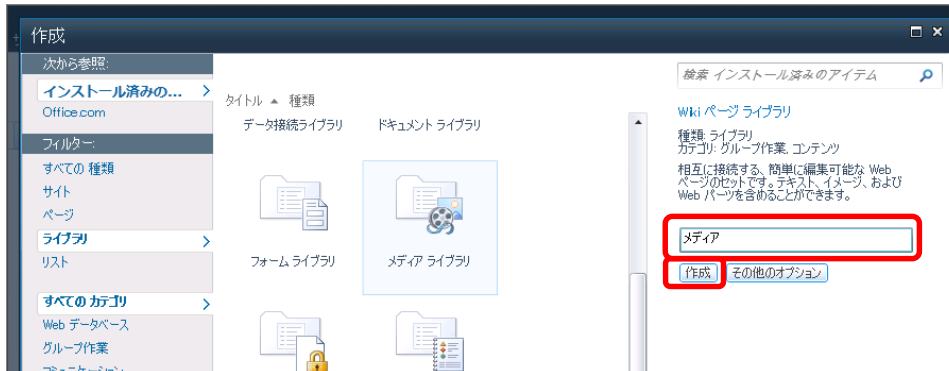 作成
次から参照:
インストール済みの...
Office.com
フィルター:
すべての 種類
サイト
ページ
ライブラリ
リスト
すべての カテゴリ
Web データベース
グループ作業
コミュニケーション
タイトル ▲ 種類
データ接続ライブラリ
ドキュメント ライブラリ
フォーム ライブラリ
メディア ライブラリ
検索 インストール済みのアイテム
Wiki ページ ライブラリ
種類: ライブラリ
カテゴリ: グループ作業, コンテンツ
相互に接続する、簡単に編集可能な Web
ページのセットです。テキスト、イメージ、および
Web パーツを含めることができます。
メディア
作成
その他のオプション